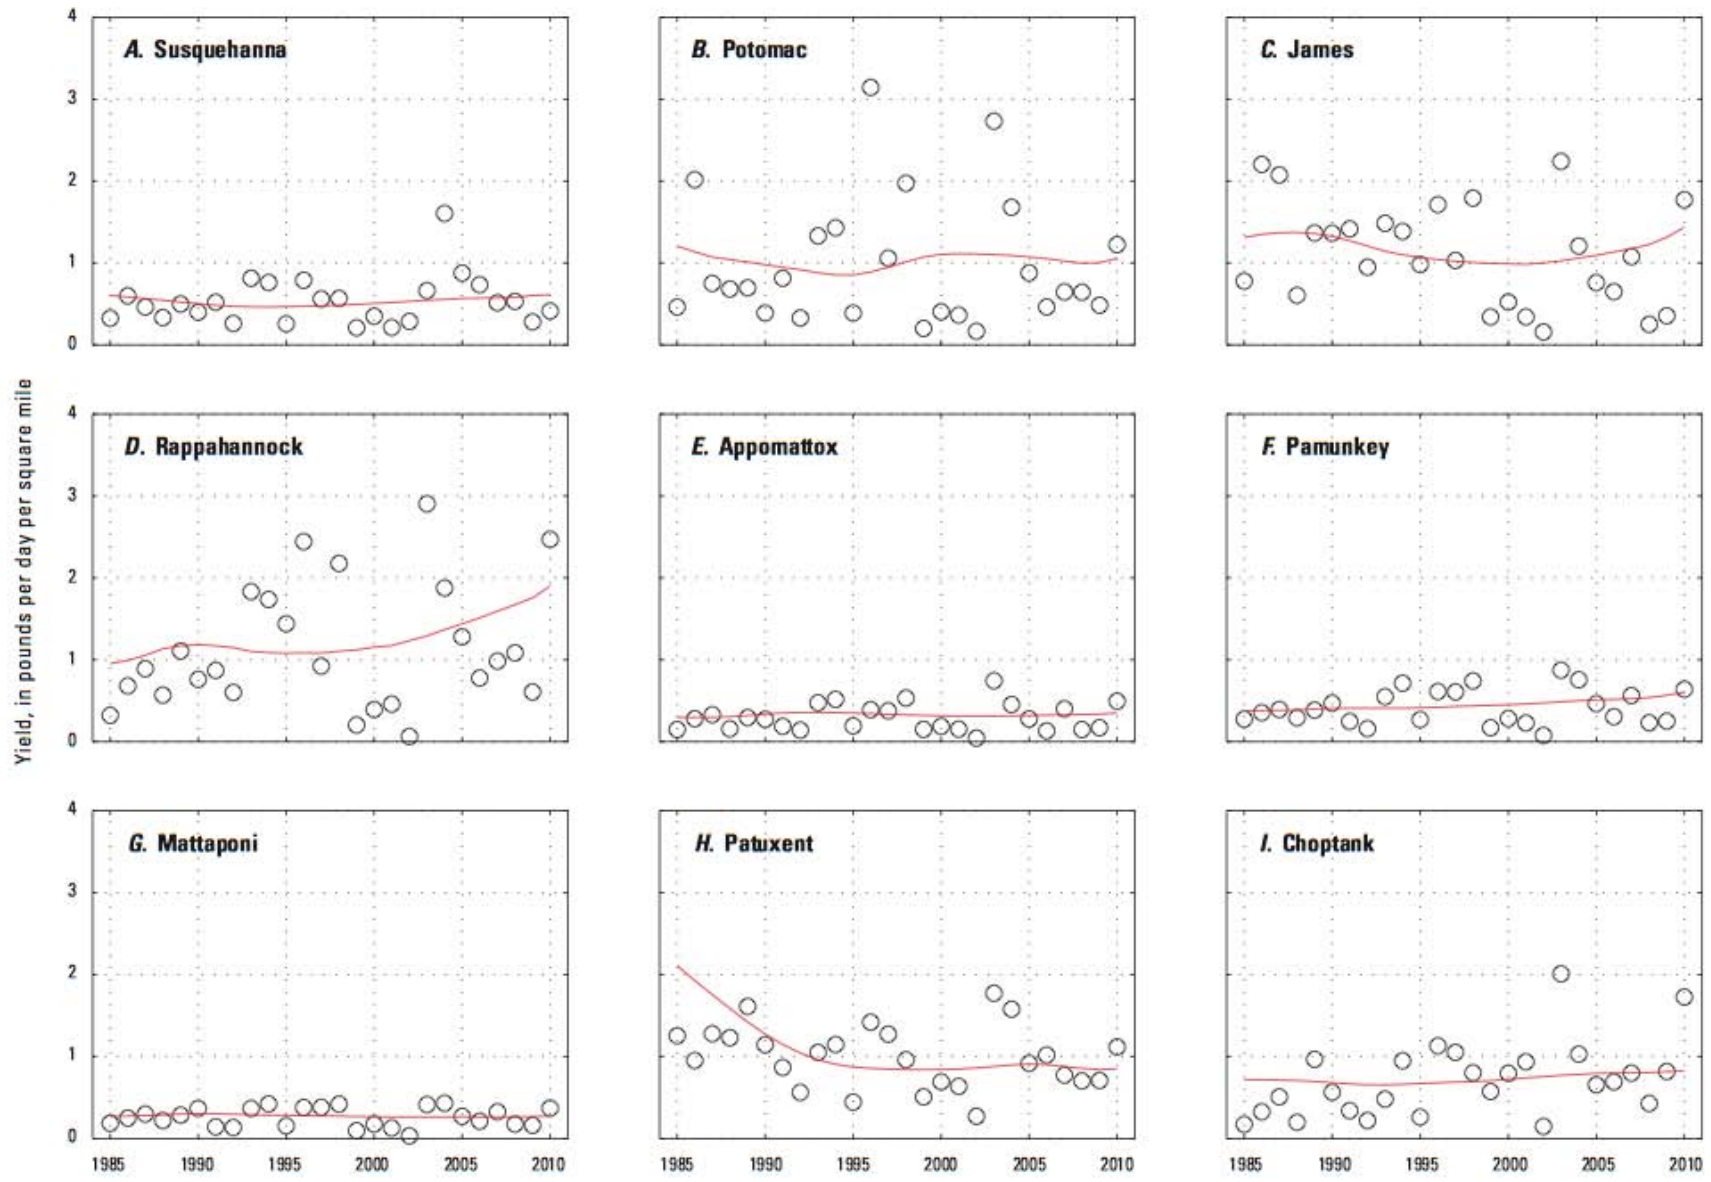 4
A. Susquehanna
B. Potomac
C. James
3
2
1
0
4
D. Rappahannock
E. Appomattox
F. Pamunkey
3
2
1
0
Yield, in pounds per day per square mile
4
G. Mattaponi
H. Patuxent
I. Choptank
3
2
1
0
1985 1990 1995 2000 2005 2010
1985 1990 1995 2000 2005 2010
1985 1990 1995 2000 2005 2010